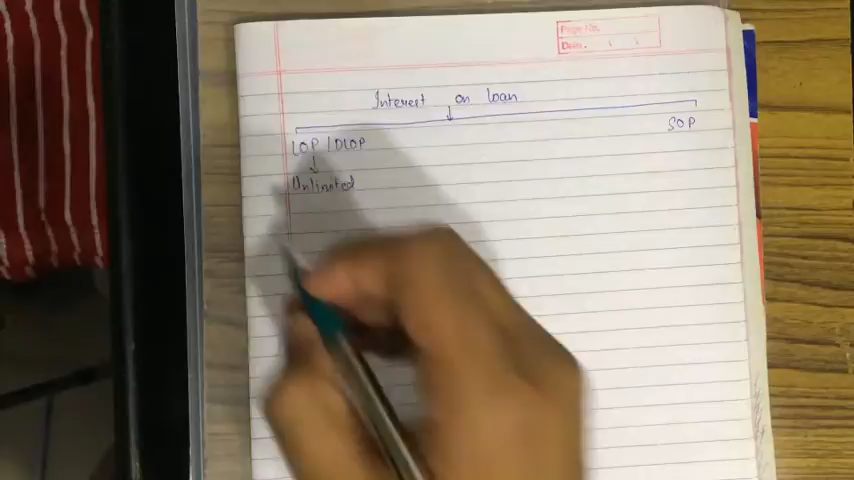 Page No.
Date.
Interest on loan
LOP / DLOP
SOP
Unlimited